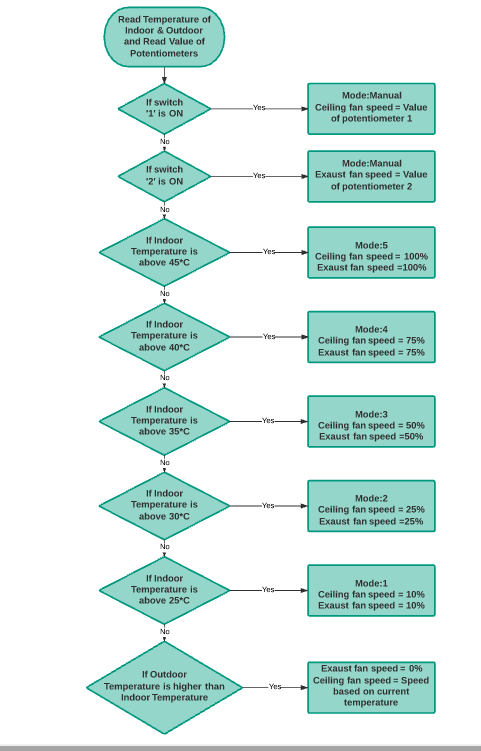 Read Temperature of
Indoor & Outdoor
and Read Value of
Potentiometers
If switch
'1' is ON
Yes
Mode:Manual
Ceiling fan speed = Value
of potentiometer 1
No
If switch
'2' is ON
Yes
Mode:Manual
Exaust fan speed = Value
of potentiometer 2
No
If Indoor
Temperature is
above 45*C
Yes
Mode:5
Ceiling fan speed = 100%
Exaust fan speed =100%
No
If Indoor
Temperature is
above 40*C
Yes
Mode:4
Ceiling fan speed = 75%
Exaust fan speed = 75%
No
If Indoor
Temperature is
above 35*C
Yes
Mode:3
Ceiling fan speed = 50%
Exaust fan speed =50%
No
If Indoor
Temperature is
above 30*C
Yes
Mode:2
Ceiling fan speed = 25%
Exaust fan speed =25%
No
If Indoor
Temperature is
above 25*C
Yes
Mode:1
Ceiling fan speed = 10%
Exaust fan speed = 10%
No
If Outdoor
Temperature is higher than
Indoor Temperature
Yes
Exaust fan speed = 0%
Ceiling fan speed = Speed
based on current
temperature